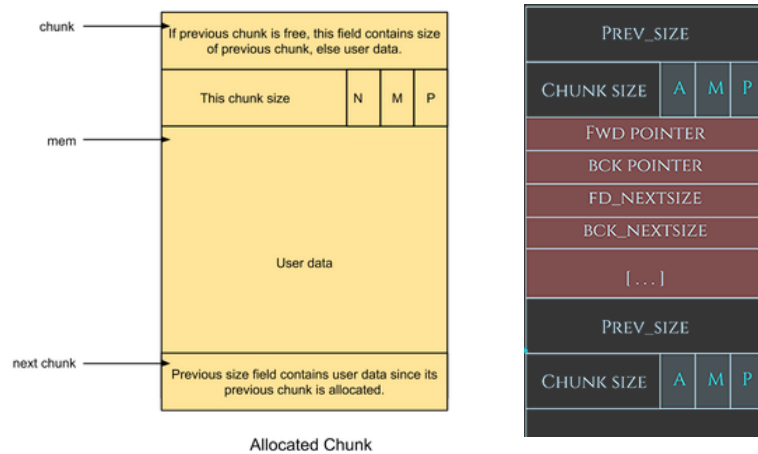 chunk
If previous chunk is free, this field contains size
of previous chunk, else user data.
This chunk size N M P
mem
User data
next chunk
Previous size field contains user data since its
previous chunk is allocated.
Allocated Chunk
PREV_SIZE
CHUNK SIZE A M P
FWD POINTER
BCK POINTER
FD_NEXTSIZE
BCK_NEXTSIZE
[...]
PREV_SIZE
CHUNK SIZE A M P